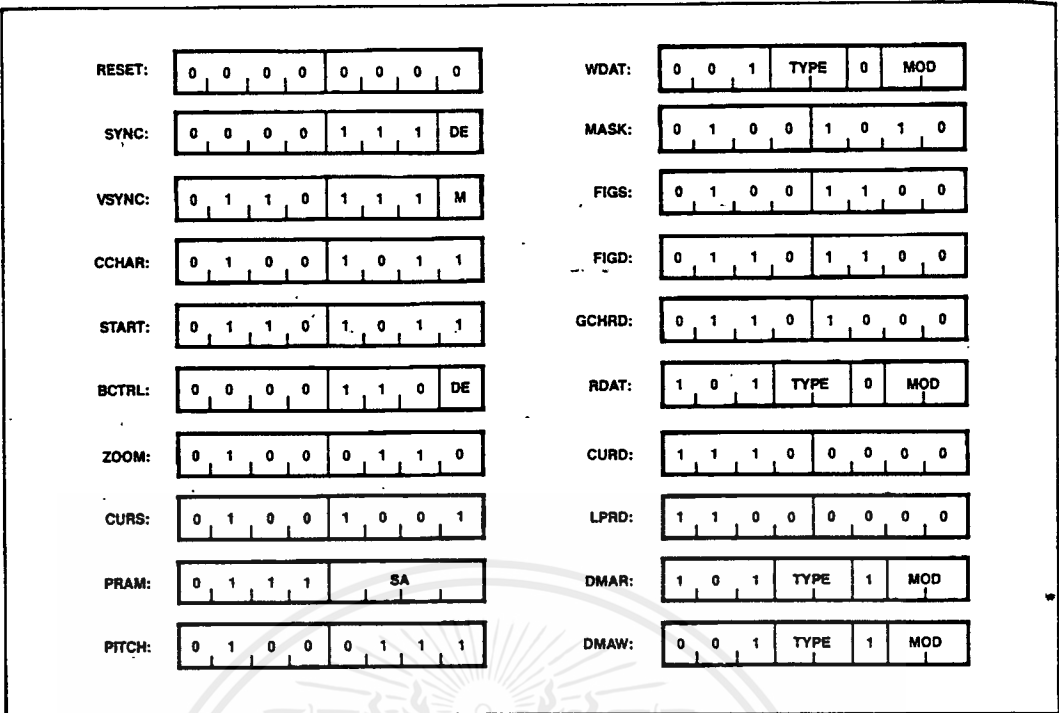 RESET: 0 0 0 0 0 0 0 0
SYNC: 0 0 0 0 1 1 1 DE
VSYNC: 0 1 1 0 1 1 1 M
CCHAR: 0 1 0 0 1 0 1 1
START: 0 1 1 0 1 0 1 1
BCTRL: 0 0 0 0 1 1 0 DE
ZOOM: 0 1 0 0 0 1 1 0
CURS: 0 1 0 0 1 0 0 1
PRAM: 0 1 1 1 SA
PITCH: 0 1 0 0 0 1 1 1
WDAT: 0 0 1 TYPE 0 MOD
MASK: 0 1 0 0 1 0 1 0
FIGS: 0 1 0 0 1 1 0 0
FIGD: 0 1 1 0 1 1 0 0
GCHRD: 0 1 1 0 1 0 0 0
RDAT: 1 0 1 TYPE 0 MOD
CURD: 1 1 1 0 0 0 0 0
LPRD: 1 1 0 0 0 0 0 0
DMAR: 1 0 1 TYPE 1 MOD
DMAW: 0 0 1 TYPE 1 MOD